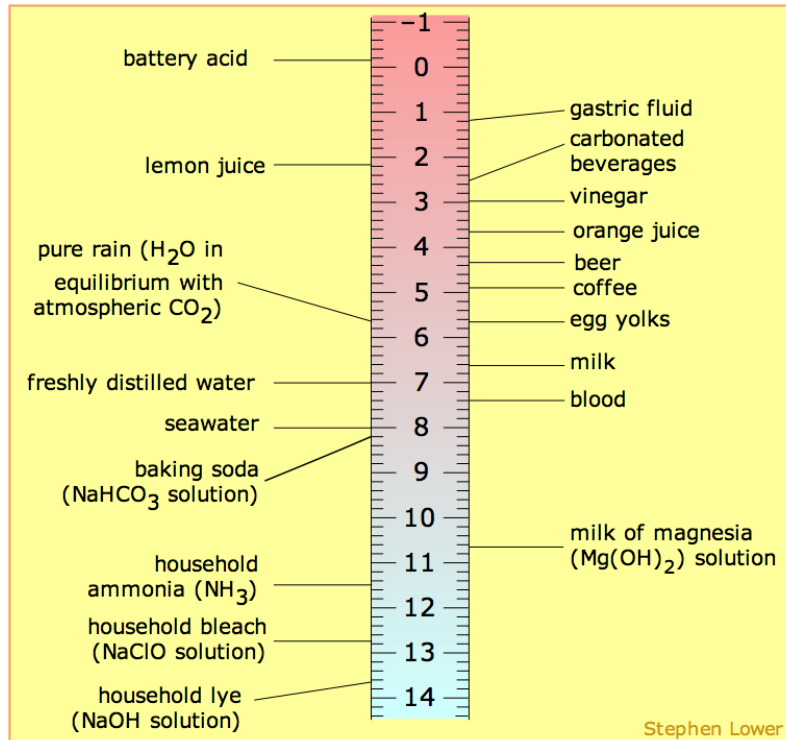 battery acid
lemon juice
pure rain (H₂O in
equilibrium with
atmospheric CO₂)
freshly distilled water
seawater
baking soda
(NaHCO₃ solution)
household
ammonia (NH₃)
household bleach
(NaClO solution)
household lye
(NaOH solution)
−1
0
1
2
3
4
5
6
7
8
9
10
11
12
13
14
gastric fluid
carbonated
beverages
vinegar
orange juice
beer
coffee
egg yolks
milk
blood
milk of magnesia
(Mg(OH)₂) solution
Stephen Lower